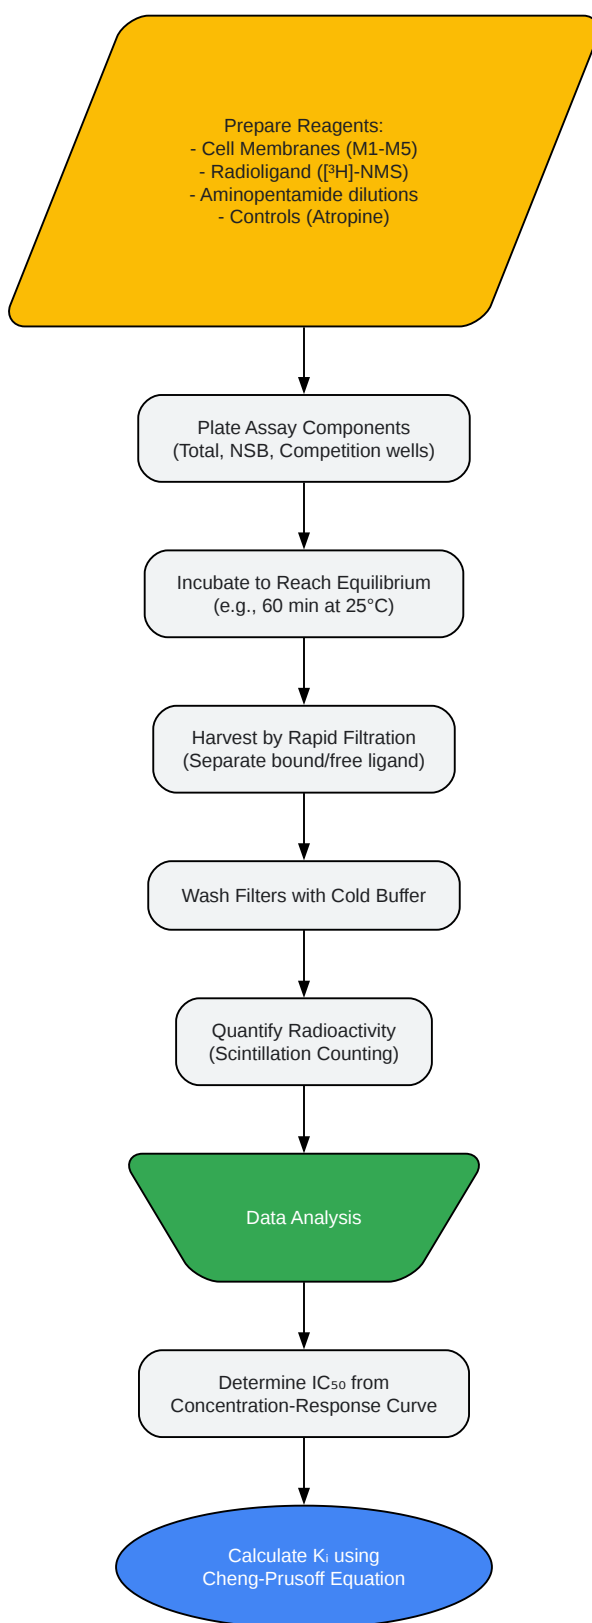 Prepare Reagents:
- Cell Membranes (M1-M5)
- Radioligand ([³H]-NMS)
- Aminopentamide dilutions
- Controls (Atropine)
Plate Assay Components
(Total, NSB, Competition wells)
Incubate to Reach Equilibrium
(e.g., 60 min at 25°C)
Harvest by Rapid Filtration
(Separate bound/free ligand)
Wash Filters with Cold Buffer
Quantify Radioactivity
(Scintillation Counting)
Data Analysis
Determine IC₅₀ from
Concentration-Response Curve
Calculate Kᵢ using
Cheng-Prusoff Equation